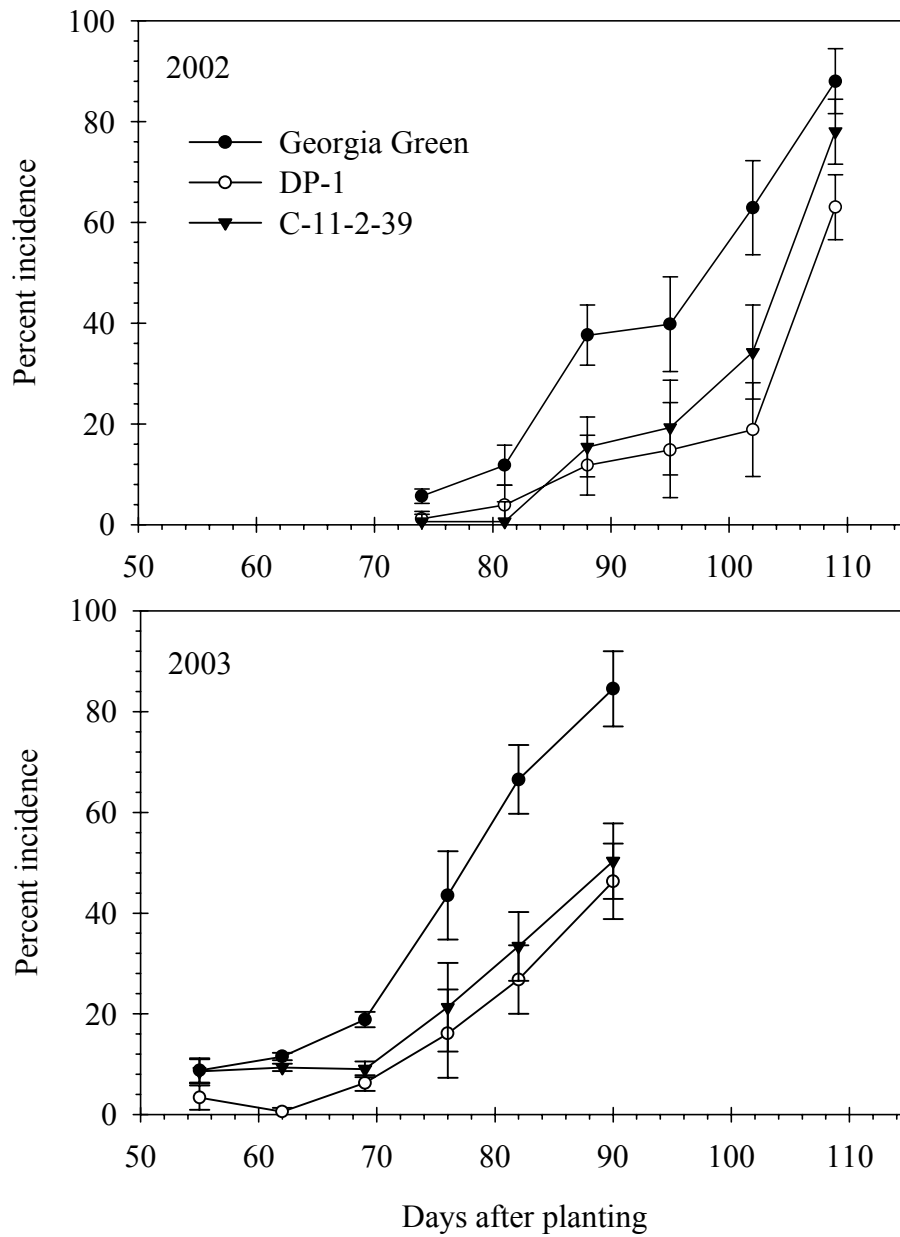 100
2002
80
Georgia Green
DP-1
C-11-2-39
60
40
20
0
Percent incidence
50 60 70 80 90 100 110
100
2003
80
60
40
20
0
Percent incidence
50 60 70 80 90 100 110
Days after planting